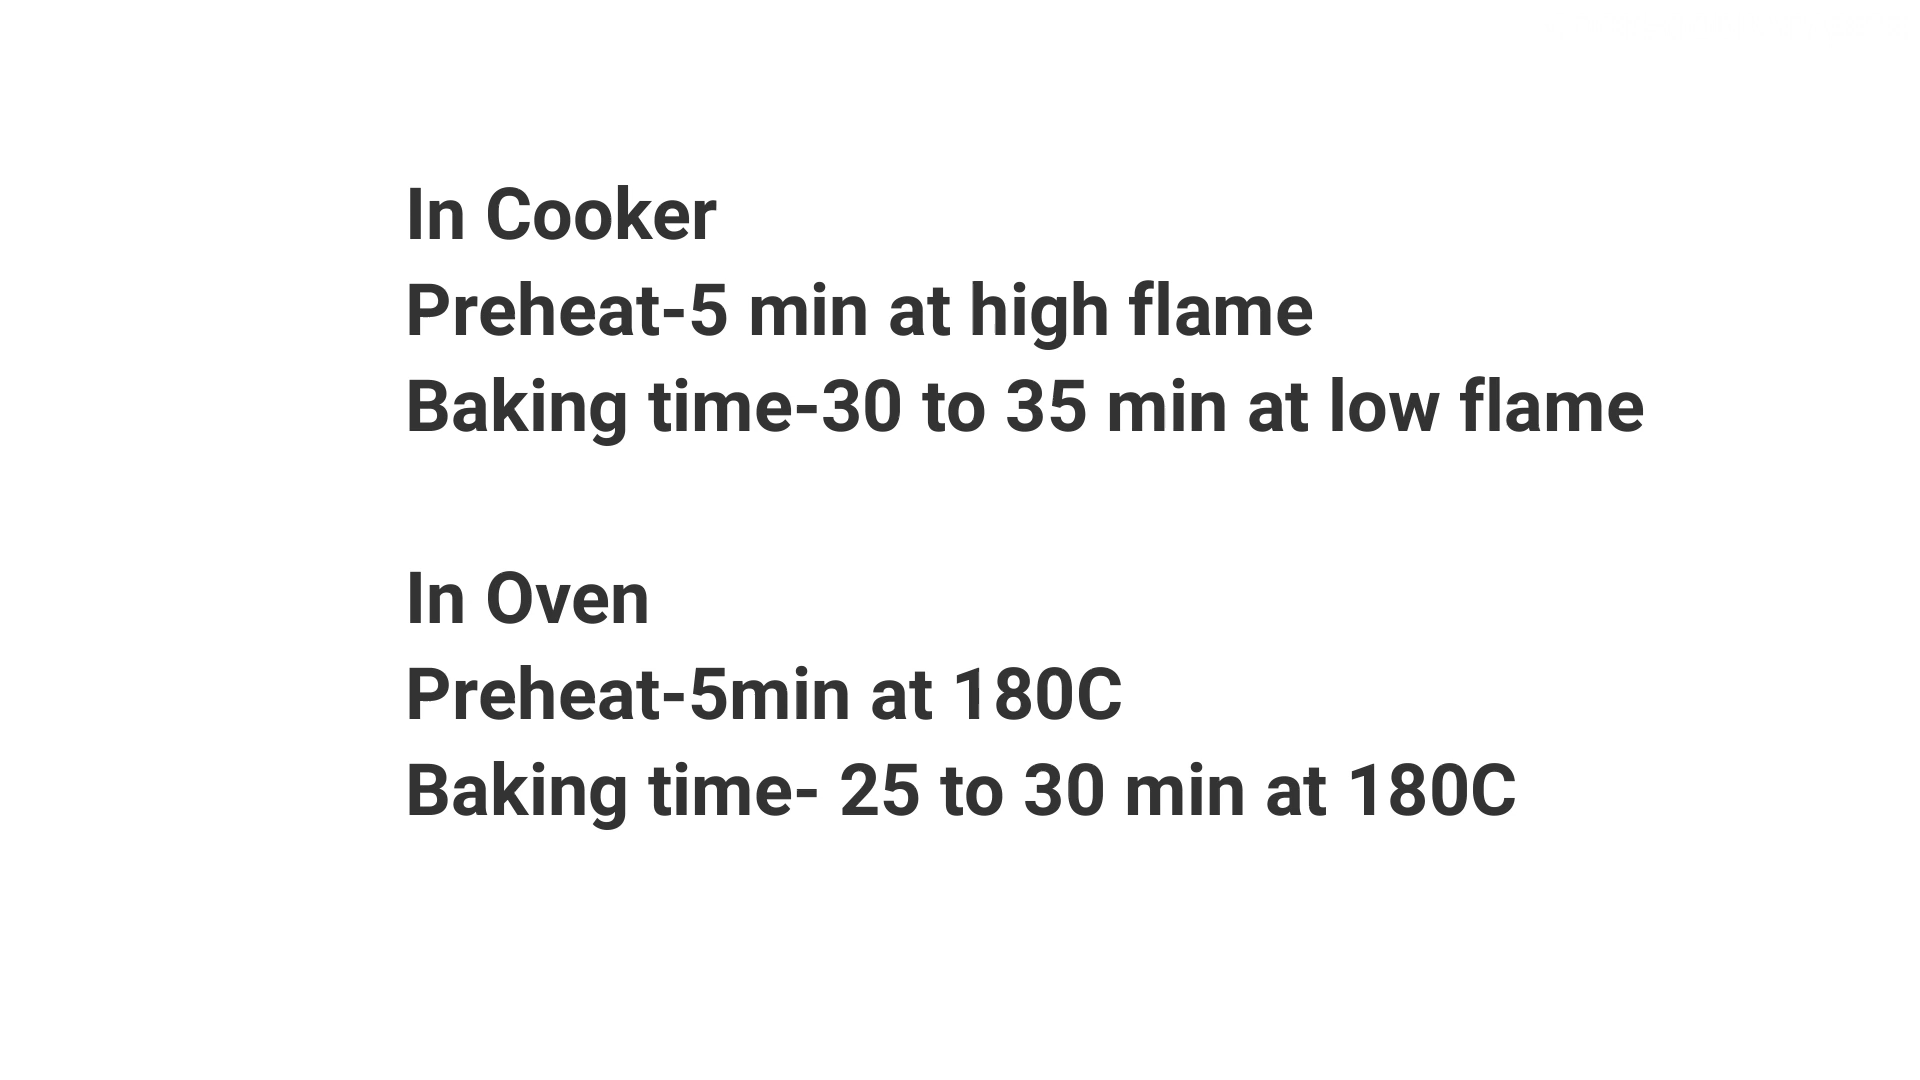 In Cooker
Preheat-5 min at high flame
Baking time-30 to 35 min at low flame
In Oven
Preheat-5min at 180C
Baking time- 25 to 30 min at 180C